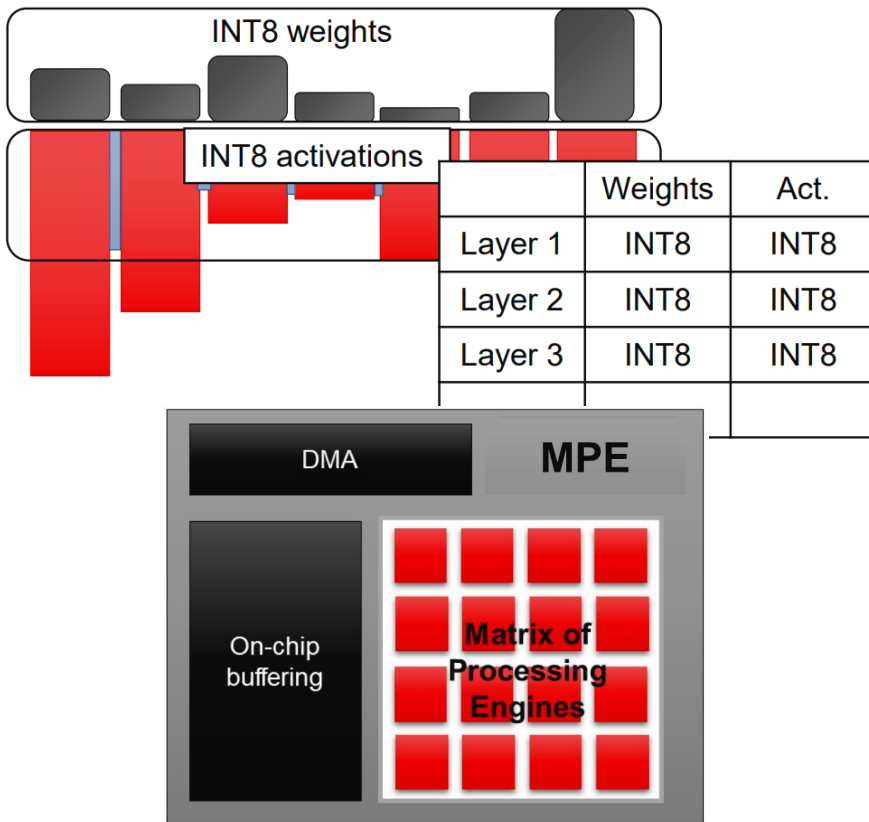 INT8 weights
INT8 activations
Weights Act.
Layer 1 INT8 INT8
Layer 2 INT8 INT8
Layer 3 INT8 INT8
DMA
MPE
On-chip
buffering
Matrix of
Processing
Engines